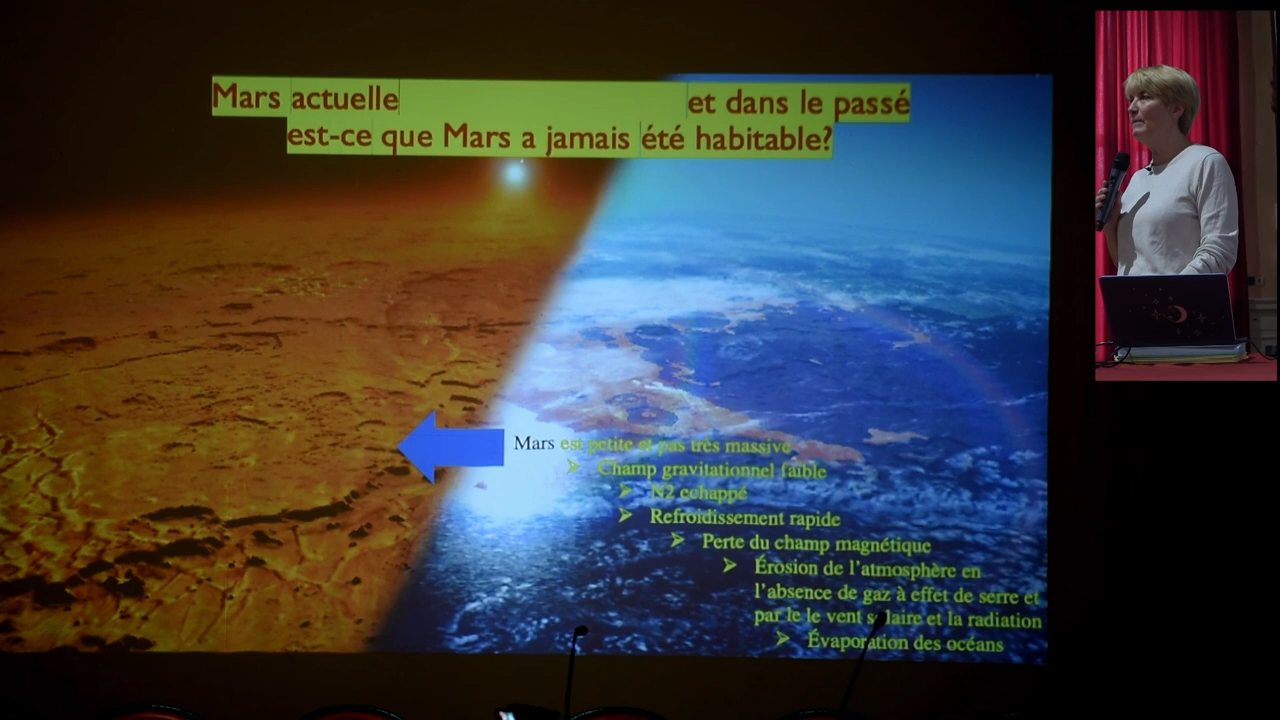 Mars actuelle et dans le passé
est-ce que Mars a jamais été habitable?
Mars est petite et pas très massive
Champ gravitationnel faible
N2 echappé
Refroidissement rapide
Perte du champ magnétique
Érosion de l'atmosphère en
l'absence de gaz à effet de serre et
par le le vent solaire et la radiation
Évaporation des océans